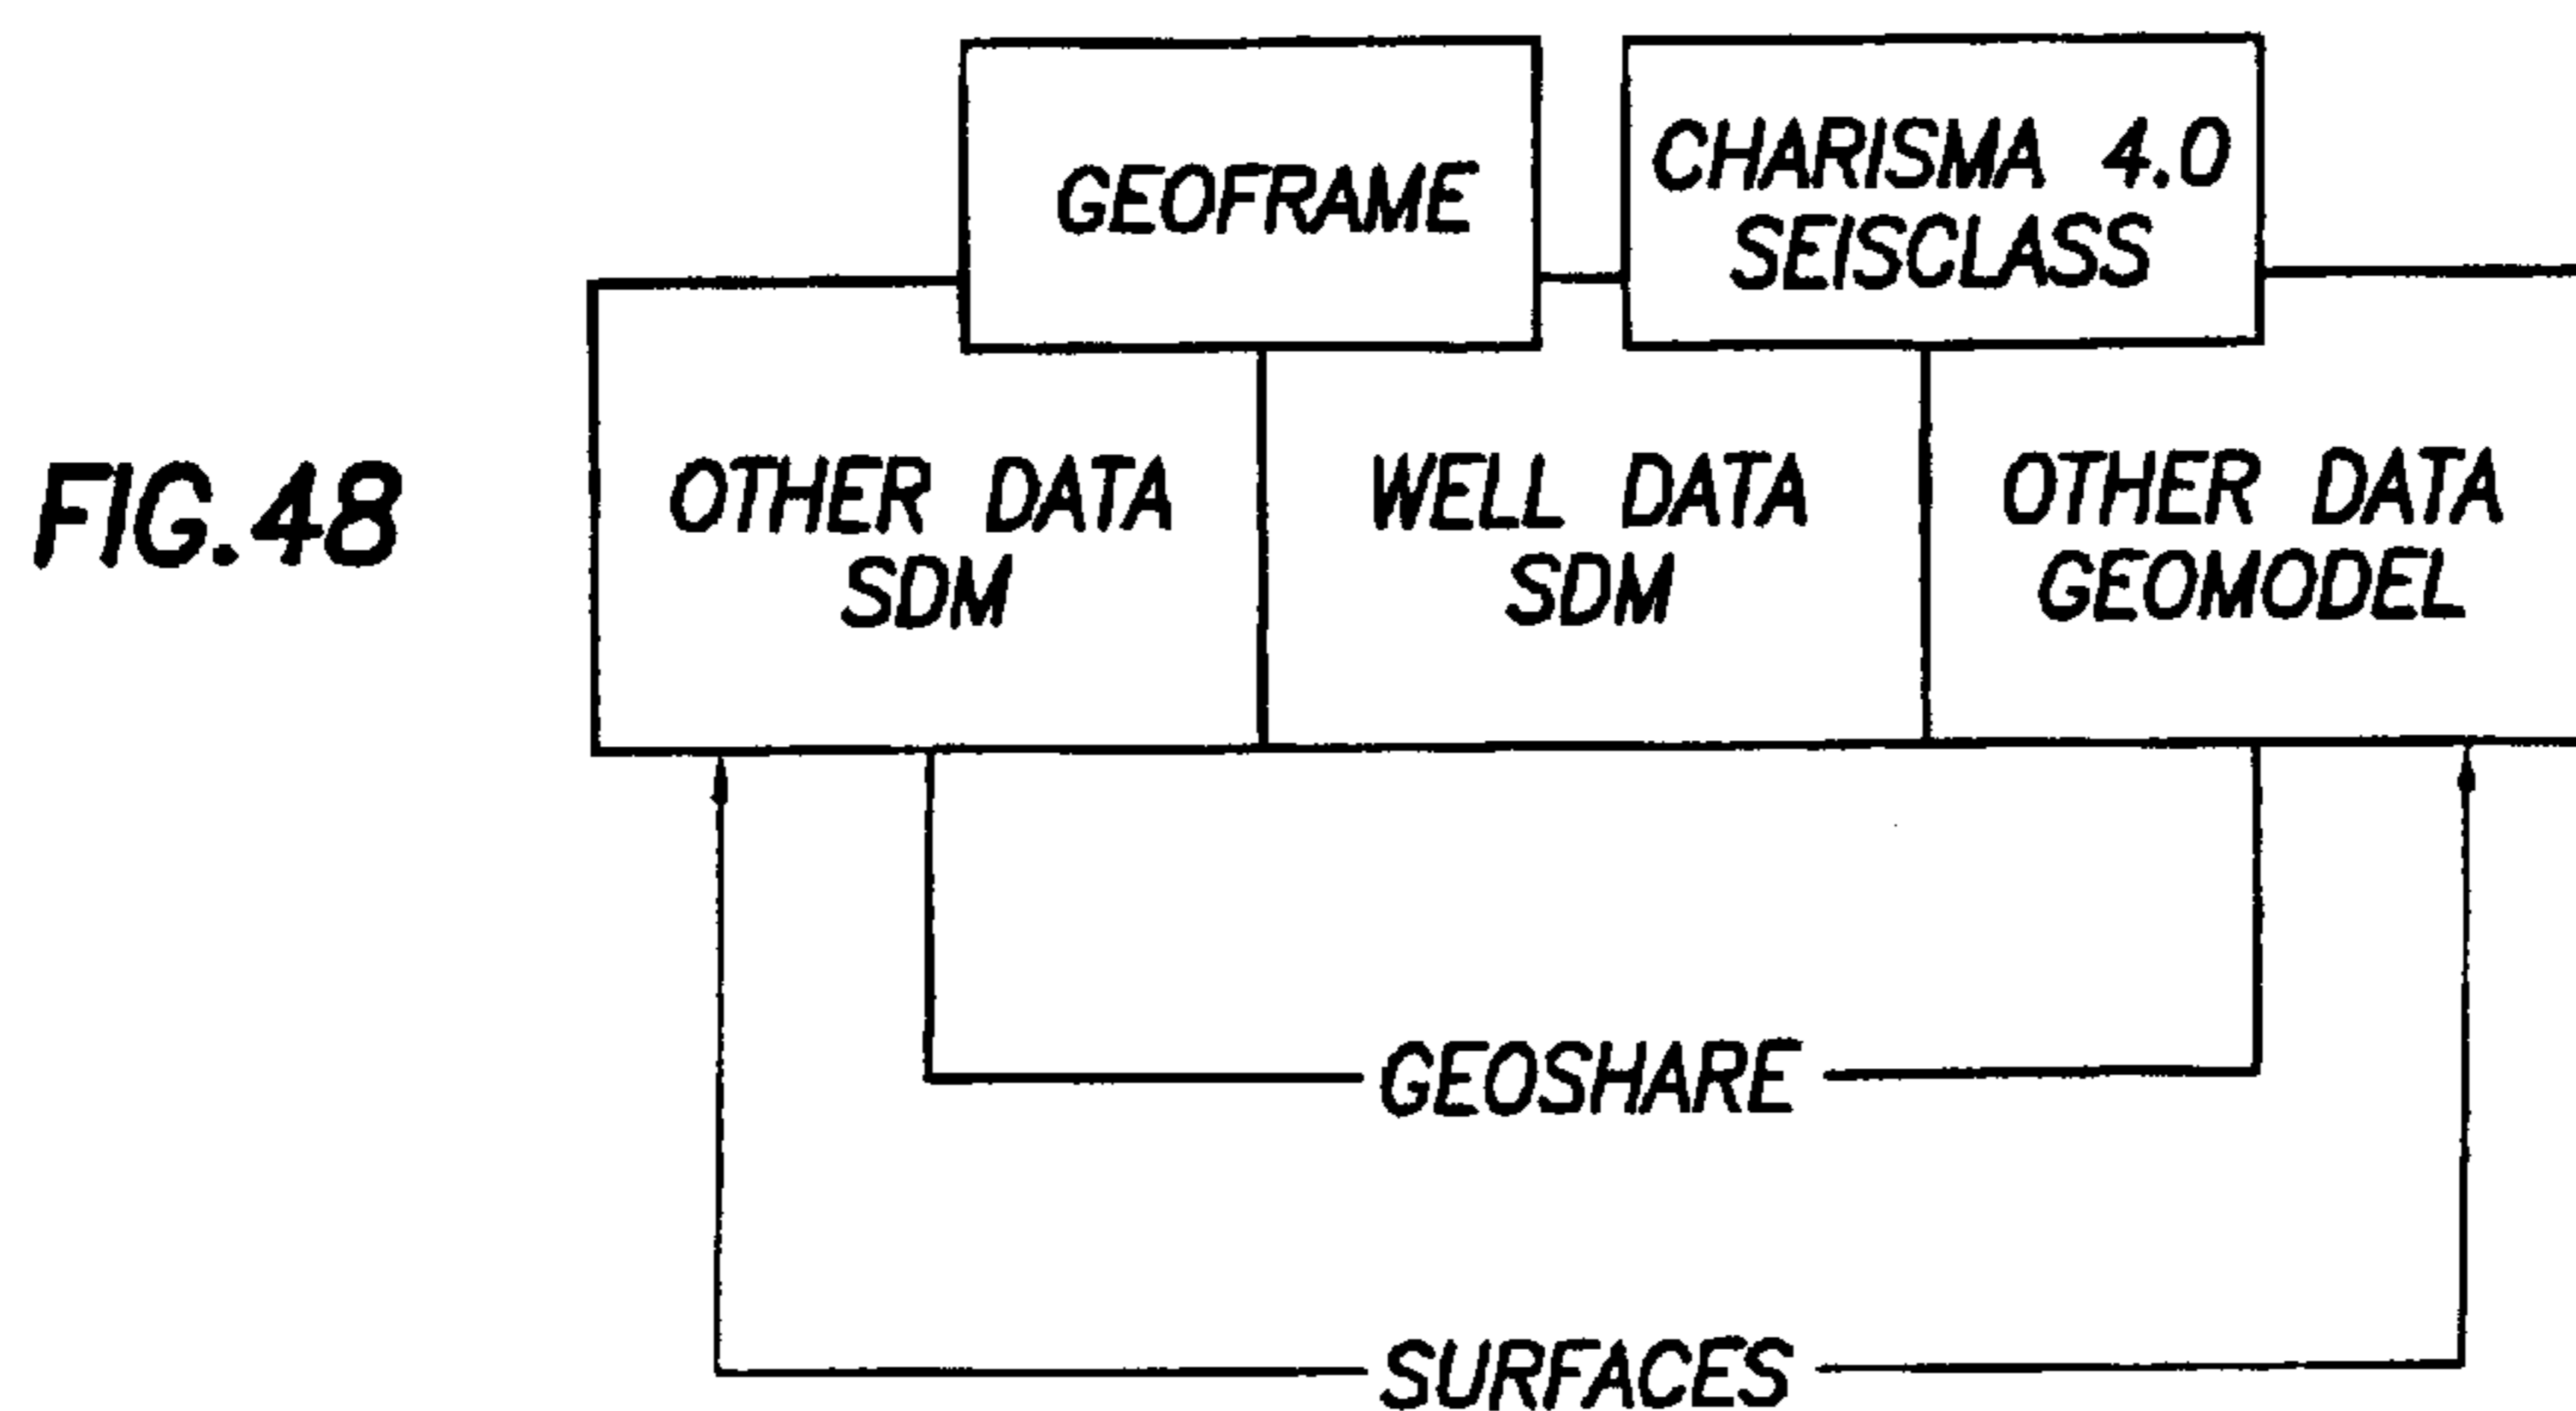 GEOFRAME
CHARISMA 4.0
SEISCLASS
FIG.48
OTHER DATA
SDM
WELL DATA
SDM
OTHER DATA
GEOMODEL
GEOSHARE
SURFACES